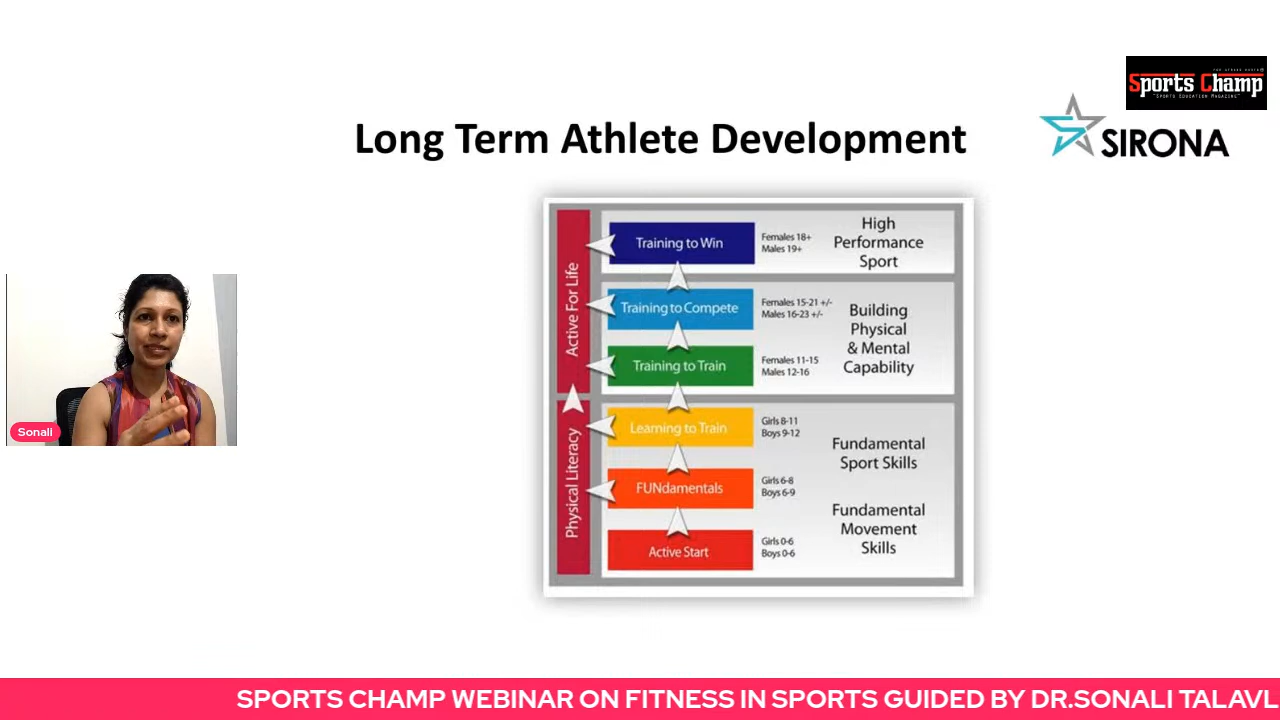 Sports Champ
"SPORTS EDUCATION MAGAZINE"
SIRONA
Long Term Athlete Development
Active For Life
Physical Literacy
Training to Win
Females 18+
Males 19+
High
Performance
Sport
Training to Compete
Females 15-21 +/-
Males 16-23 +/-
Training to Train
Females 11-15
Males 12-16
Building
Physical
& Mental
Capability
Learning to Train
Girls 8-11
Boys 9-12
Fundamental
Sport Skills
FUNdamentals
Girls 6-8
Boys 6-9
Fundamental
Movement
Skills
Active Start
Girls 0-6
Boys 0-6
Sonali
SPORTS CHAMP WEBINAR ON FITNESS IN SPORTS GUIDED BY DR.SONALI TALAVL